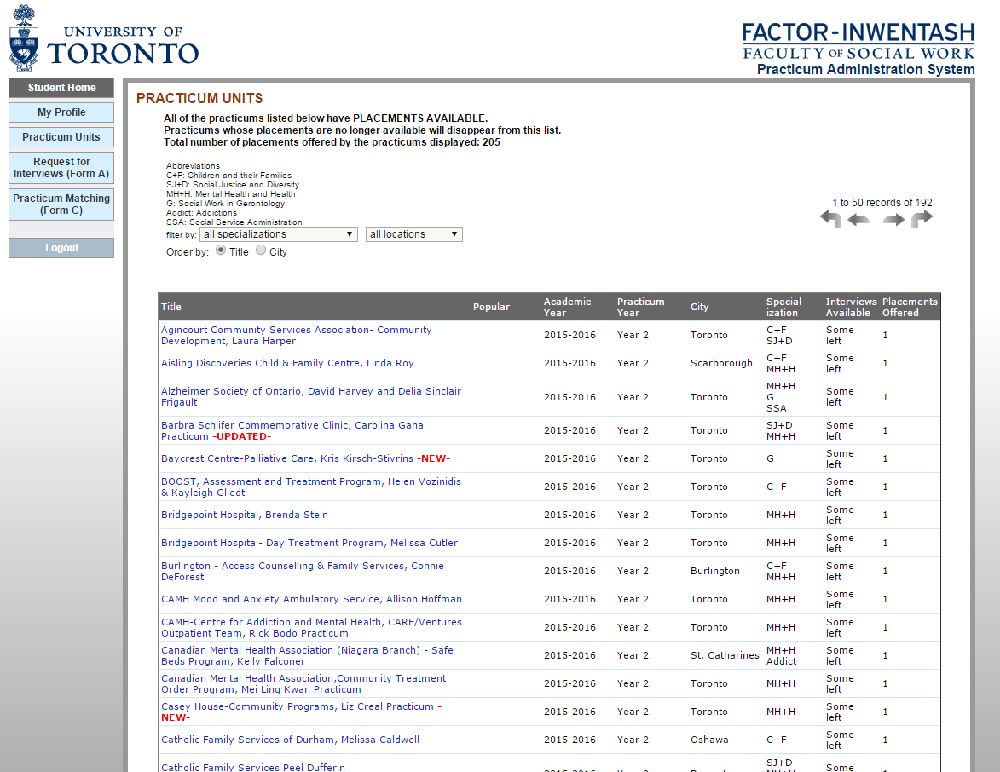 UNIVERSITY OF
TORONTO
FACTOR-INWENTASH
FACULTY OF SOCIAL WORK
Practicum Administration System
Student Home
My Profile
Practicum Units
Request for
Interviews (Form A)
Practicum Matching
(Form C)
Logout
PRACTICUM UNITS
All of the practicums listed below have PLACEMENTS AVAILABLE.
Practicums whose placements are no longer available will disappear from this list.
Total number of placements offered by the practicums displayed: 205
Abbreviations
C+F: Children and their Families
SJ+D: Social Justice and Diversity
MH+H: Mental Health and Health
G: Social Work in Gerontology
Addict: Addictions
SSA: Social Service Administration
filter by: all specializations all locations
Order by: Title City
1 to 50 records of 192
Title Popular Academic Year Practicum Year City Special-ization Interviews Available Placements Offered
Agincourt Community Services Association- Community Development, Laura Harper 2015-2016 Year 2 Toronto C+F SJ+D Some left 1
Aisling Discoveries Child & Family Centre, Linda Roy 2015-2016 Year 2 Scarborough C+F MH+H Some left 1
Alzheimer Society of Ontario, David Harvey and Delia Sinclair Frigault 2015-2016 Year 2 Toronto MH+H G SSA Some left 1
Barbra Schlifer Commemorative Clinic, Carolina Gana Practicum -UPDATED- 2015-2016 Year 2 Toronto SJ+D MH+H Some left 1
Baycrest Centre-Palliative Care, Kris Kirsch-Stivrins -NEW- 2015-2016 Year 2 Toronto G Some left 1
BOOST, Assessment and Treatment Program, Helen Vozinidis & Kayleigh Gliedt 2015-2016 Year 2 Toronto C+F Some left 1
Bridgepoint Hospital, Brenda Stein 2015-2016 Year 2 Toronto MH+H Some left 1
Bridgepoint Hospital- Day Treatment Program, Melissa Cutler 2015-2016 Year 2 Toronto MH+H Some left 1
Burlington - Access Counselling & Family Services, Connie DeForest 2015-2016 Year 2 Burlington C+F MH+H Some left 1
CAMH Mood and Anxiety Ambulatory Service, Allison Hoffman 2015-2016 Year 2 Toronto MH+H Some left 1
CAMH-Centre for Addiction and Mental Health, CARE/Ventures Outpatient Team, Rick Bodo Practicum 2015-2016 Year 2 Toronto MH+H Some left 1
Canadian Mental Health Association (Niagara Branch) - Safe Beds Program, Kelly Falconer 2015-2016 Year 2 St. Catharines MH+H Addict Some left 1
Canadian Mental Health Association,Community Treatment Order Program, Mei Ling Kwan Practicum 2015-2016 Year 2 Toronto MH+H Some left 1
Casey House-Community Programs, Liz Creal Practicum -NEW- 2015-2016 Year 2 Toronto MH+H Some left 1
Catholic Family Services of Durham, Melissa Caldwell 2015-2016 Year 2 Oshawa C+F Some left 1
Catholic Family Services Peel Dufferin SJ+D Some